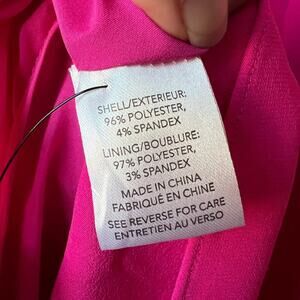 SHELL/EXTERIEUR:
96% POLYESTER,
4% SPANDEX
LINING/BOUBLURE:
97% POLYESTER,
3% SPANDEX
MADE IN CHINA
FABRIQUÉ EN CHINE
SEE REVERSE FOR CARE
ENTRETIEN AU VERSO